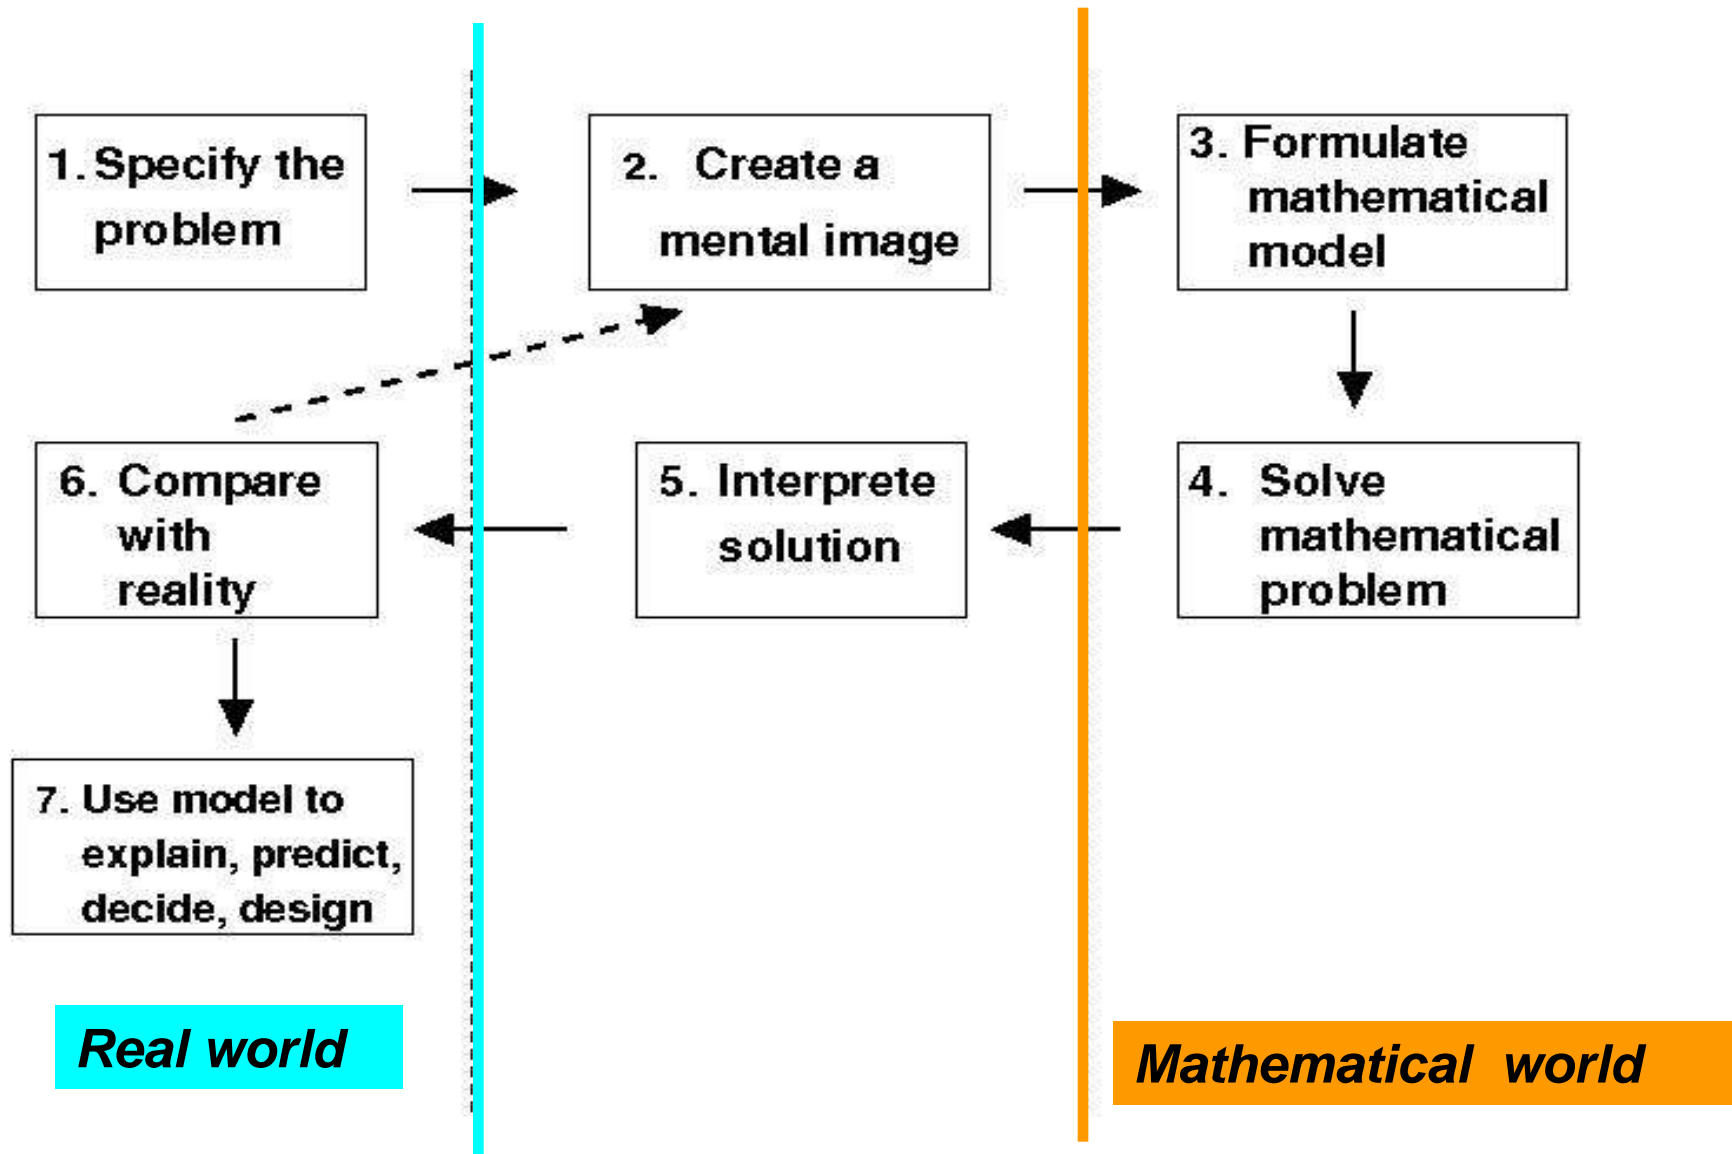 1. Specify the
problem
2. Create a
mental image
3. Formulate
mathematical
model
6. Compare
with
reality
5. Interprete
solution
4. Solve
mathematical
problem
7. Use model to
explain, predict,
decide, design
Real world
Mathematical world